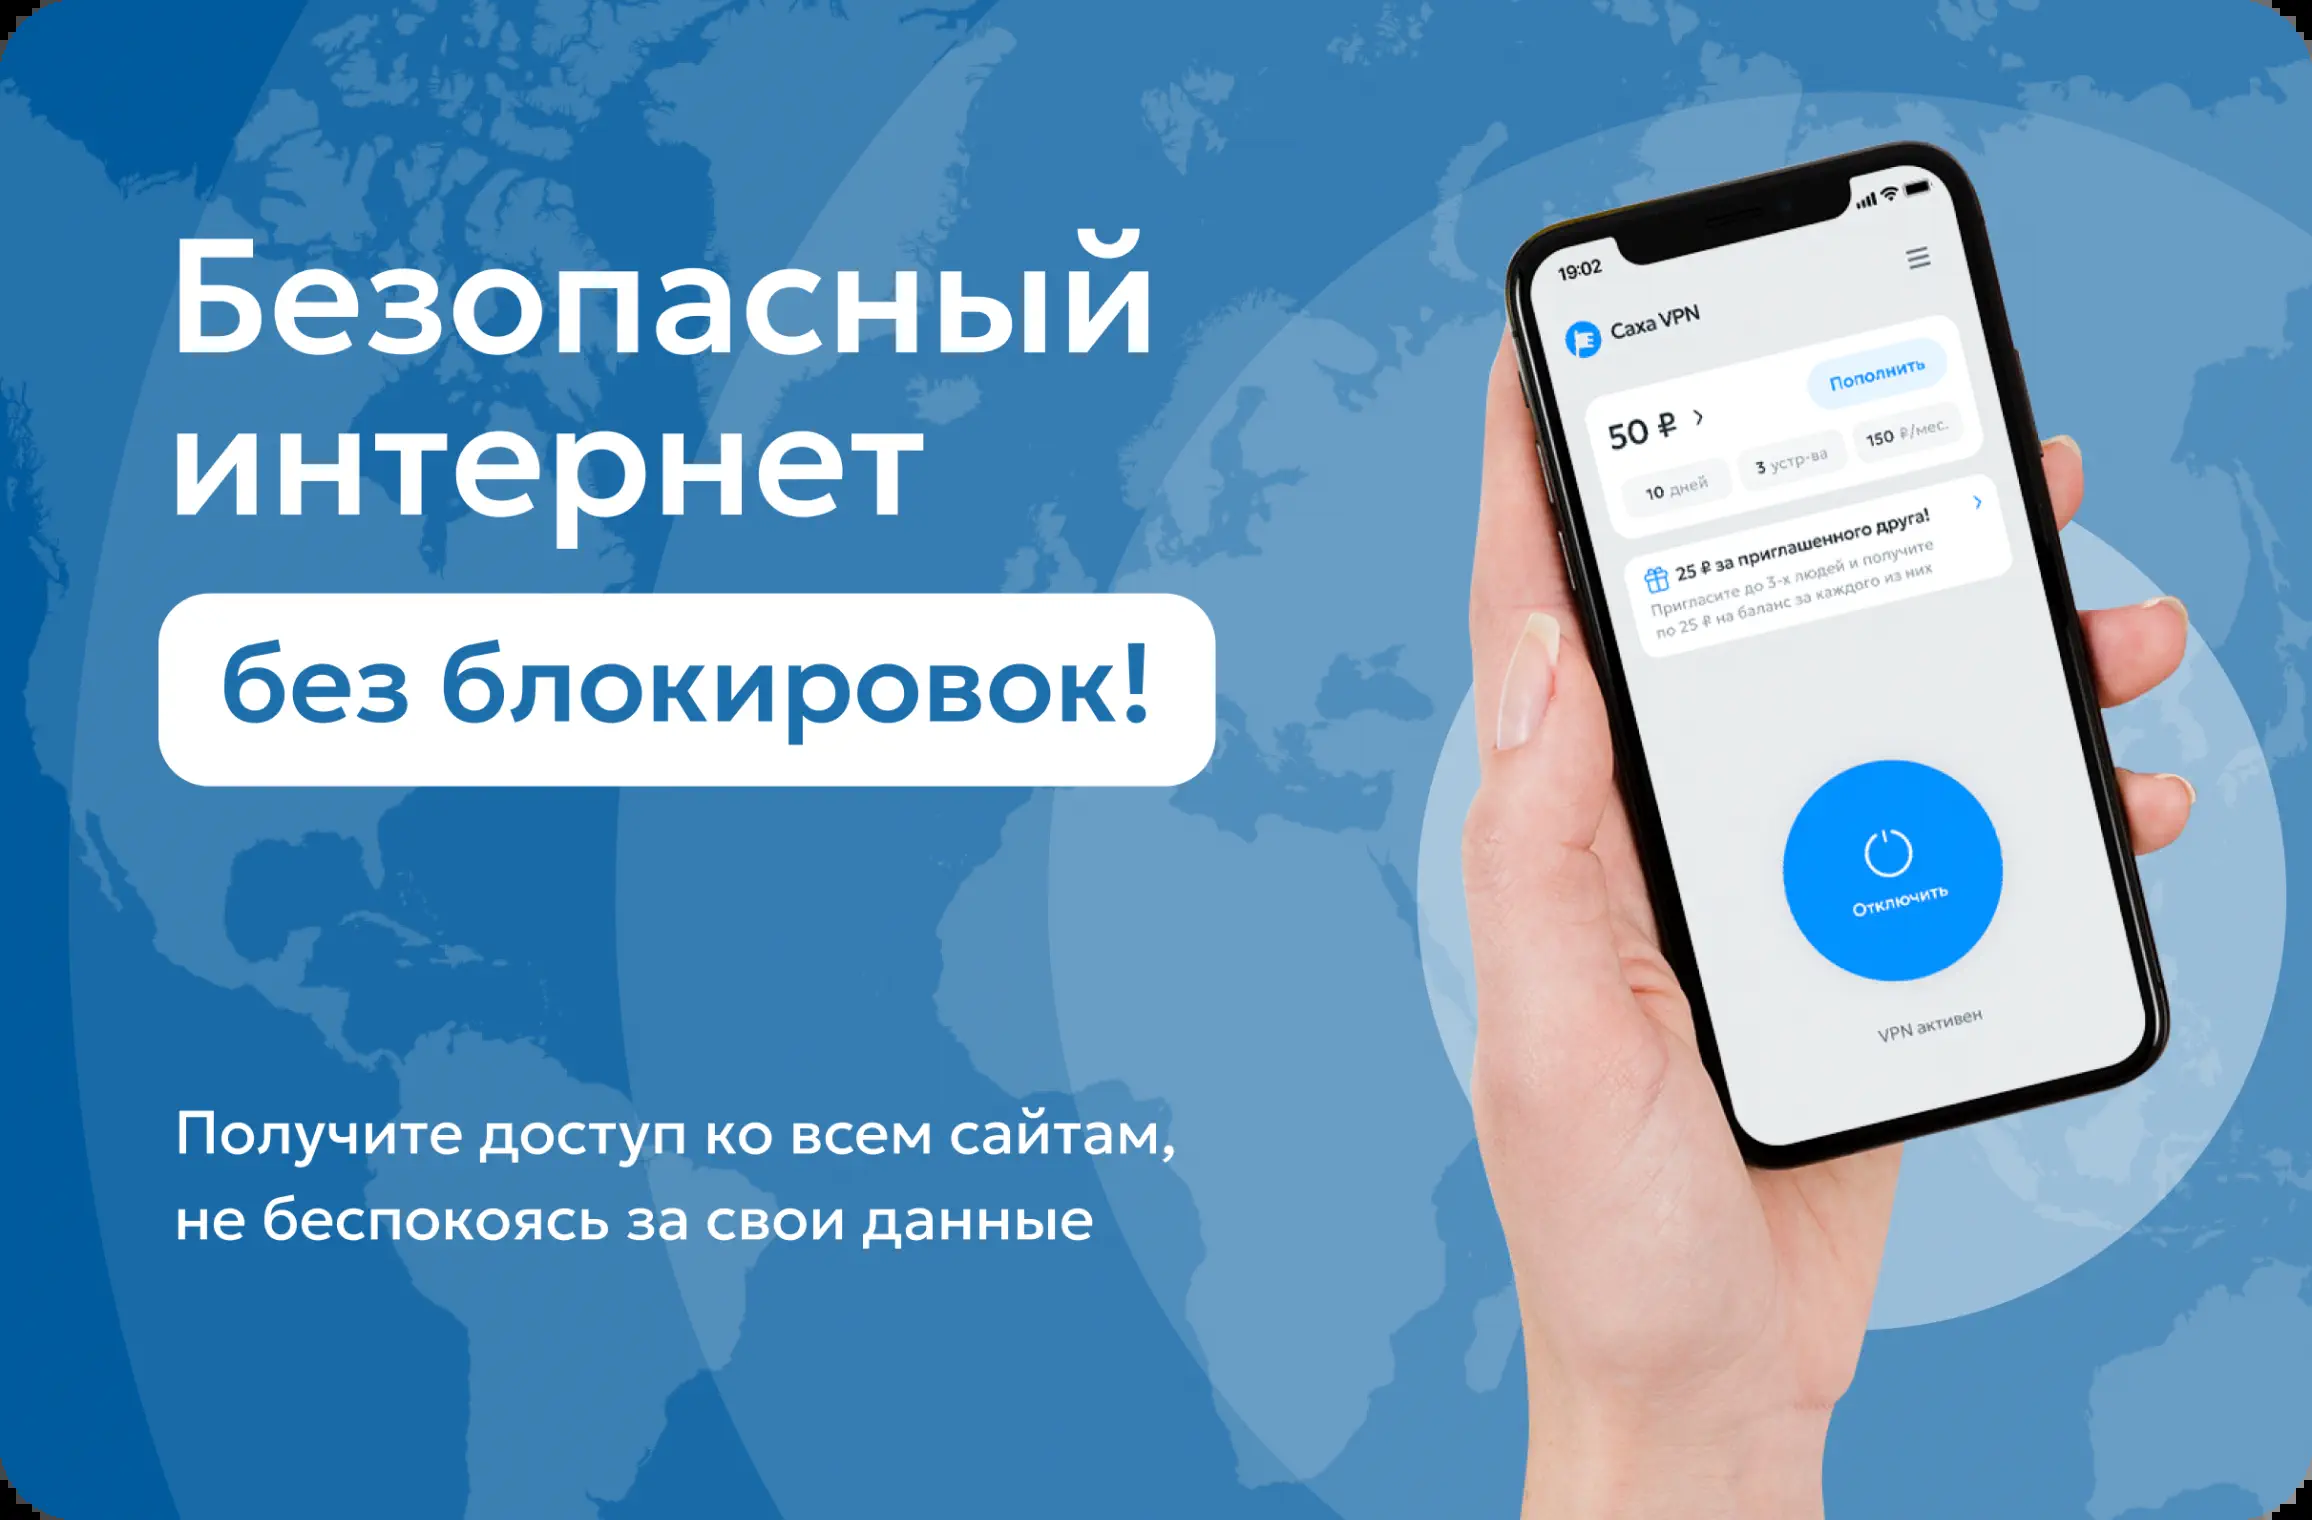 Безопасный
интернет
без блокировок!
Получите доступ ко всем сайтам,
не беспокоясь за свои данные
19:02
Саха VPN
50 ₽ >
Пополнить
10 дней
3 устр-ва
150 ₽/мес.
25 ₽ за приглашенного друга!
Пригласите до 3-х людей и получите
по 25 ₽ на баланс за каждого из них
Отключить
VPN активен